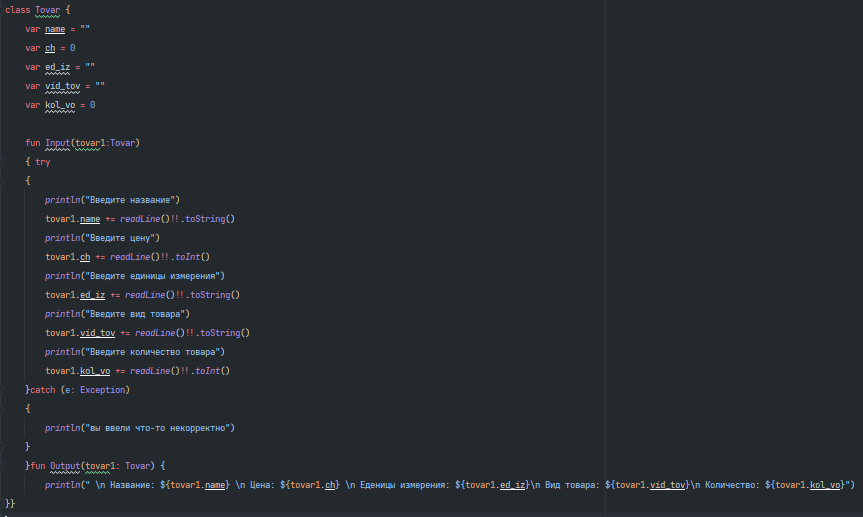 class Tovar {
var name = ""
var ch = 0
var ed_iz = ""
var vid_tov = ""
var kol_vo = 0
fun Input(tovar1:Tovar)
{ try
{
println("Введите название")
tovar1.name += readLine()!!.toString()
println("Введите цену")
tovar1.ch += readLine()!!.toInt()
println("Введите единицы измерения")
tovar1.ed_iz += readLine()!!.toString()
println("Введите вид товара")
tovar1.vid_tov += readLine()!!.toString()
println("Введите количество товара")
tovar1.kol_vo += readLine()!!.toInt()
}catch (e: Exception)
{
println("вы ввели что-то некорректно")
}
}fun Output(tovar1: Tovar) {
println(" \n Название: ${tovar1.name} \n Цена: ${tovar1.ch} \n Еденицы измерения: ${tovar1.ed_iz}\n Вид товара: ${tovar1.vid_tov}\n Количество: ${tovar1.kol_vo}")
}}